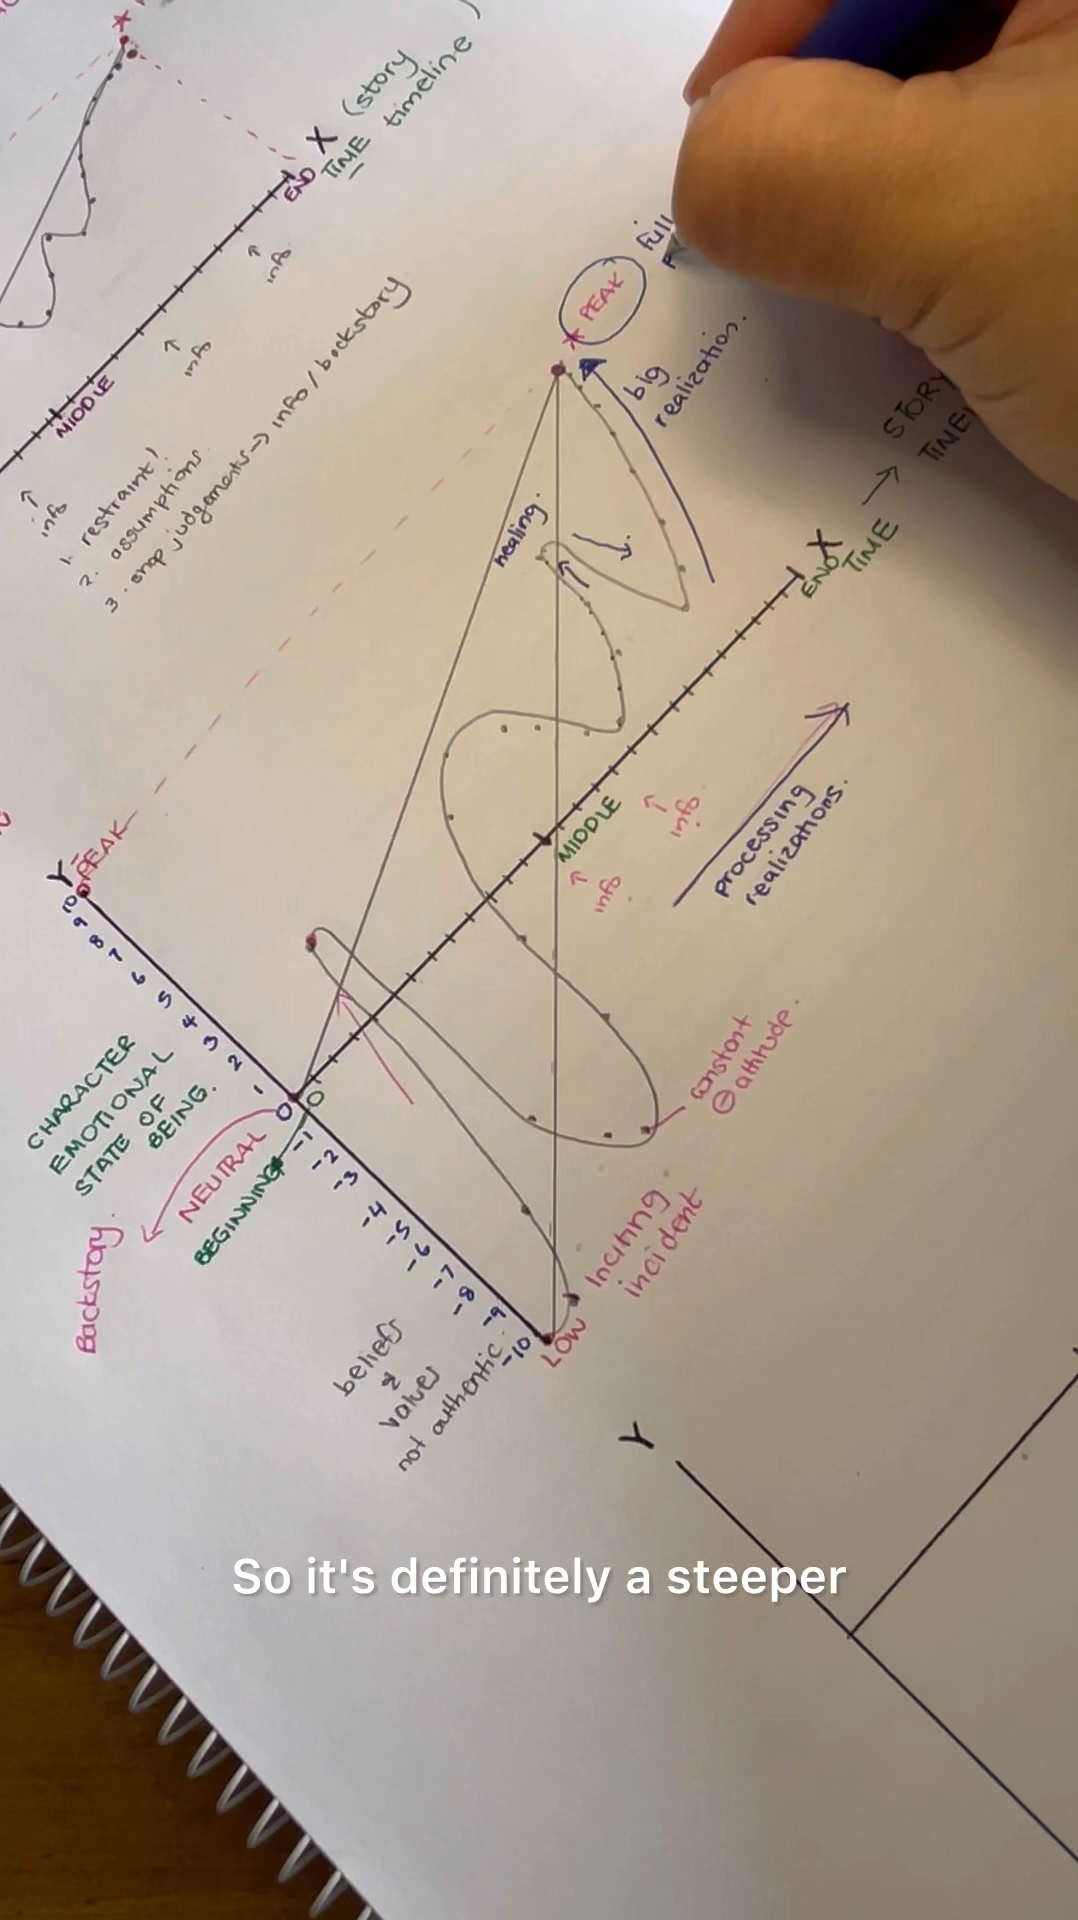 (story
timeline
X
TIME
END
info
info
info
MIDDLE
1. restraint!
2. assumptions.
3. snap judgements → info / backstory
full
PEAK
big
realization.
STORY
healing.
X
END
TIME
MIDDLE
info
info.
processing
realizations.
Y
PEAK
10
9
8
7
6
5
4
3
2
1
0
0
-1
-2
-3
-4
-5
-6
-7
-8
-9
-10
CHARACTER
EMOTIONAL
STATE OF
BEING.
NEUTRAL
BEGINNING
Backstory.
constant
⊖ attitude.
Inciting
incident
LOW
beliefs
&
values
not authentic.
Y
So it's definitely a steeper